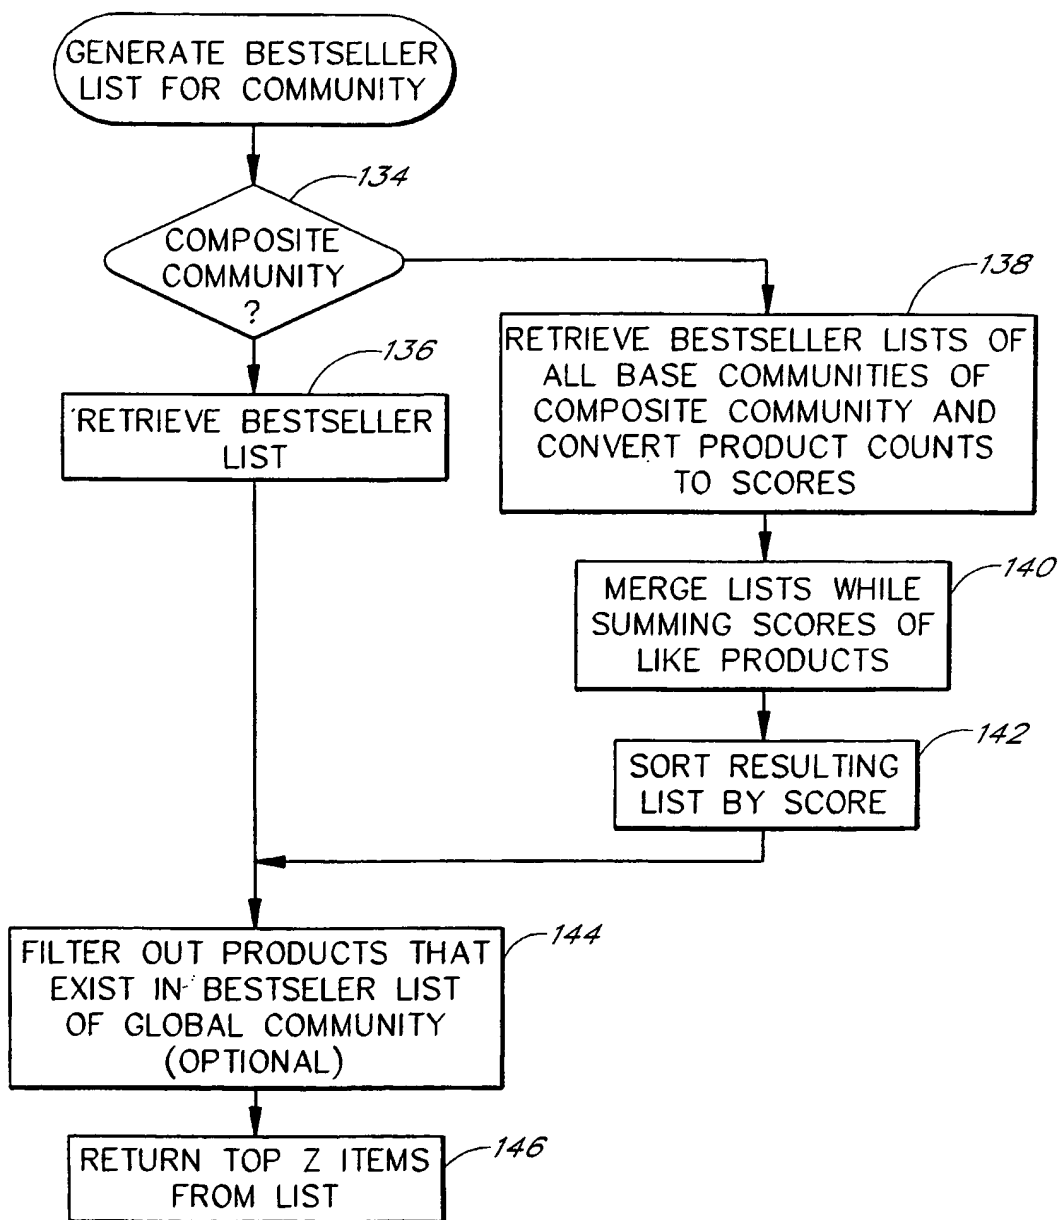 GENERATE BESTSELLER
LIST FOR COMMUNITY
134
COMPOSITE
COMMUNITY
?
136
RETRIEVE BESTSELLER
LIST
138
RETRIEVE BESTSELLER LISTS OF
ALL BASE COMMUNITIES OF
COMPOSITE COMMUNITY AND
CONVERT PRODUCT COUNTS
TO SCORES
140
MERGE LISTS WHILE
SUMMING SCORES OF
LIKE PRODUCTS
142
SORT RESULTING
LIST BY SCORE
144
FILTER OUT PRODUCTS THAT
EXIST IN BESTSELER LIST
OF GLOBAL COMMUNITY
(OPTIONAL)
146
RETURN TOP Z ITEMS
FROM LIST